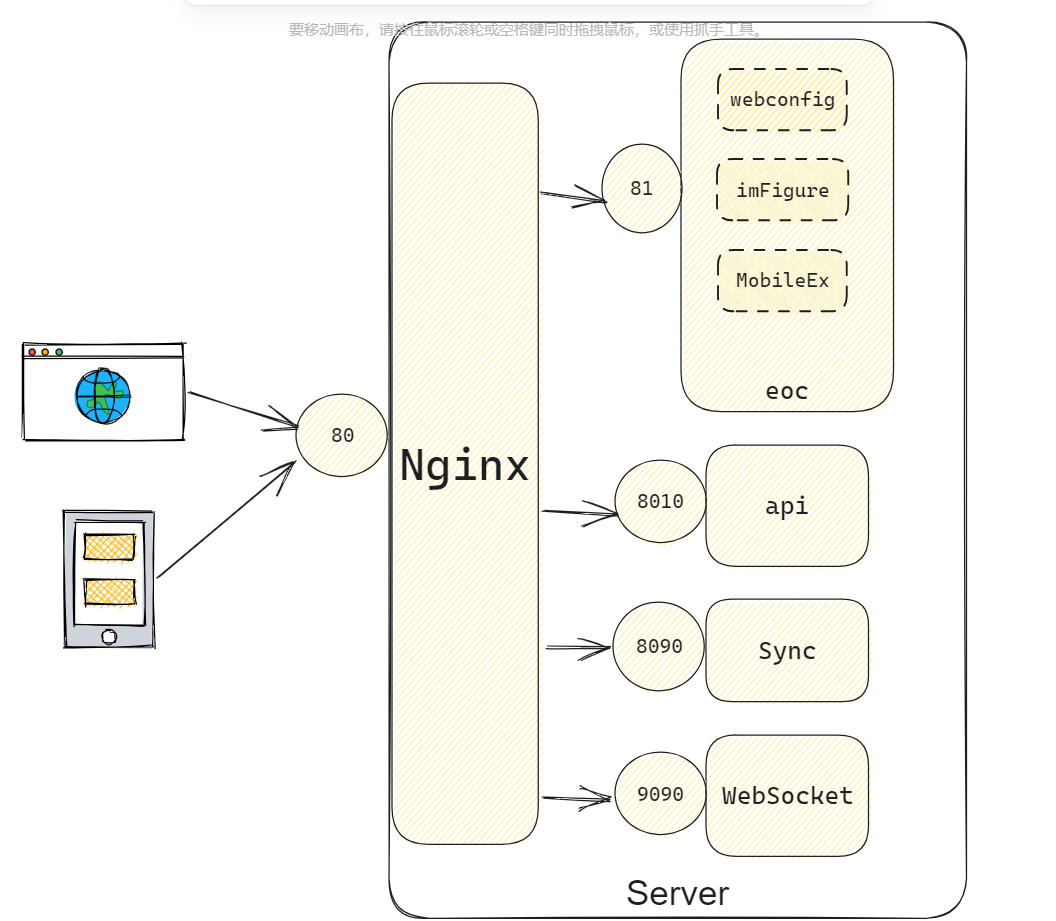 要移动画布，请按住鼠标滚轮或空格键同时拖拽鼠标，或使用抓手工具。
webconfig
81
imFigure
MobileEx
eoc
80
Nginx
8010
api
8090
Sync
9090
WebSocket
Server